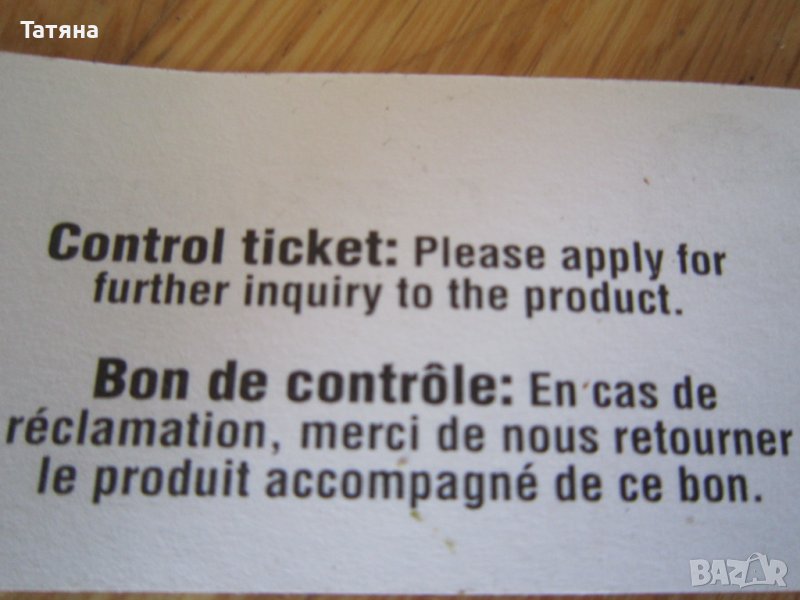 Татяна
Control ticket: Please apply for
further inquiry to the product.
Bon de contrôle: En cas de
réclamation, merci de nous retourner
le produit accompagné de ce bon.
BAZAR